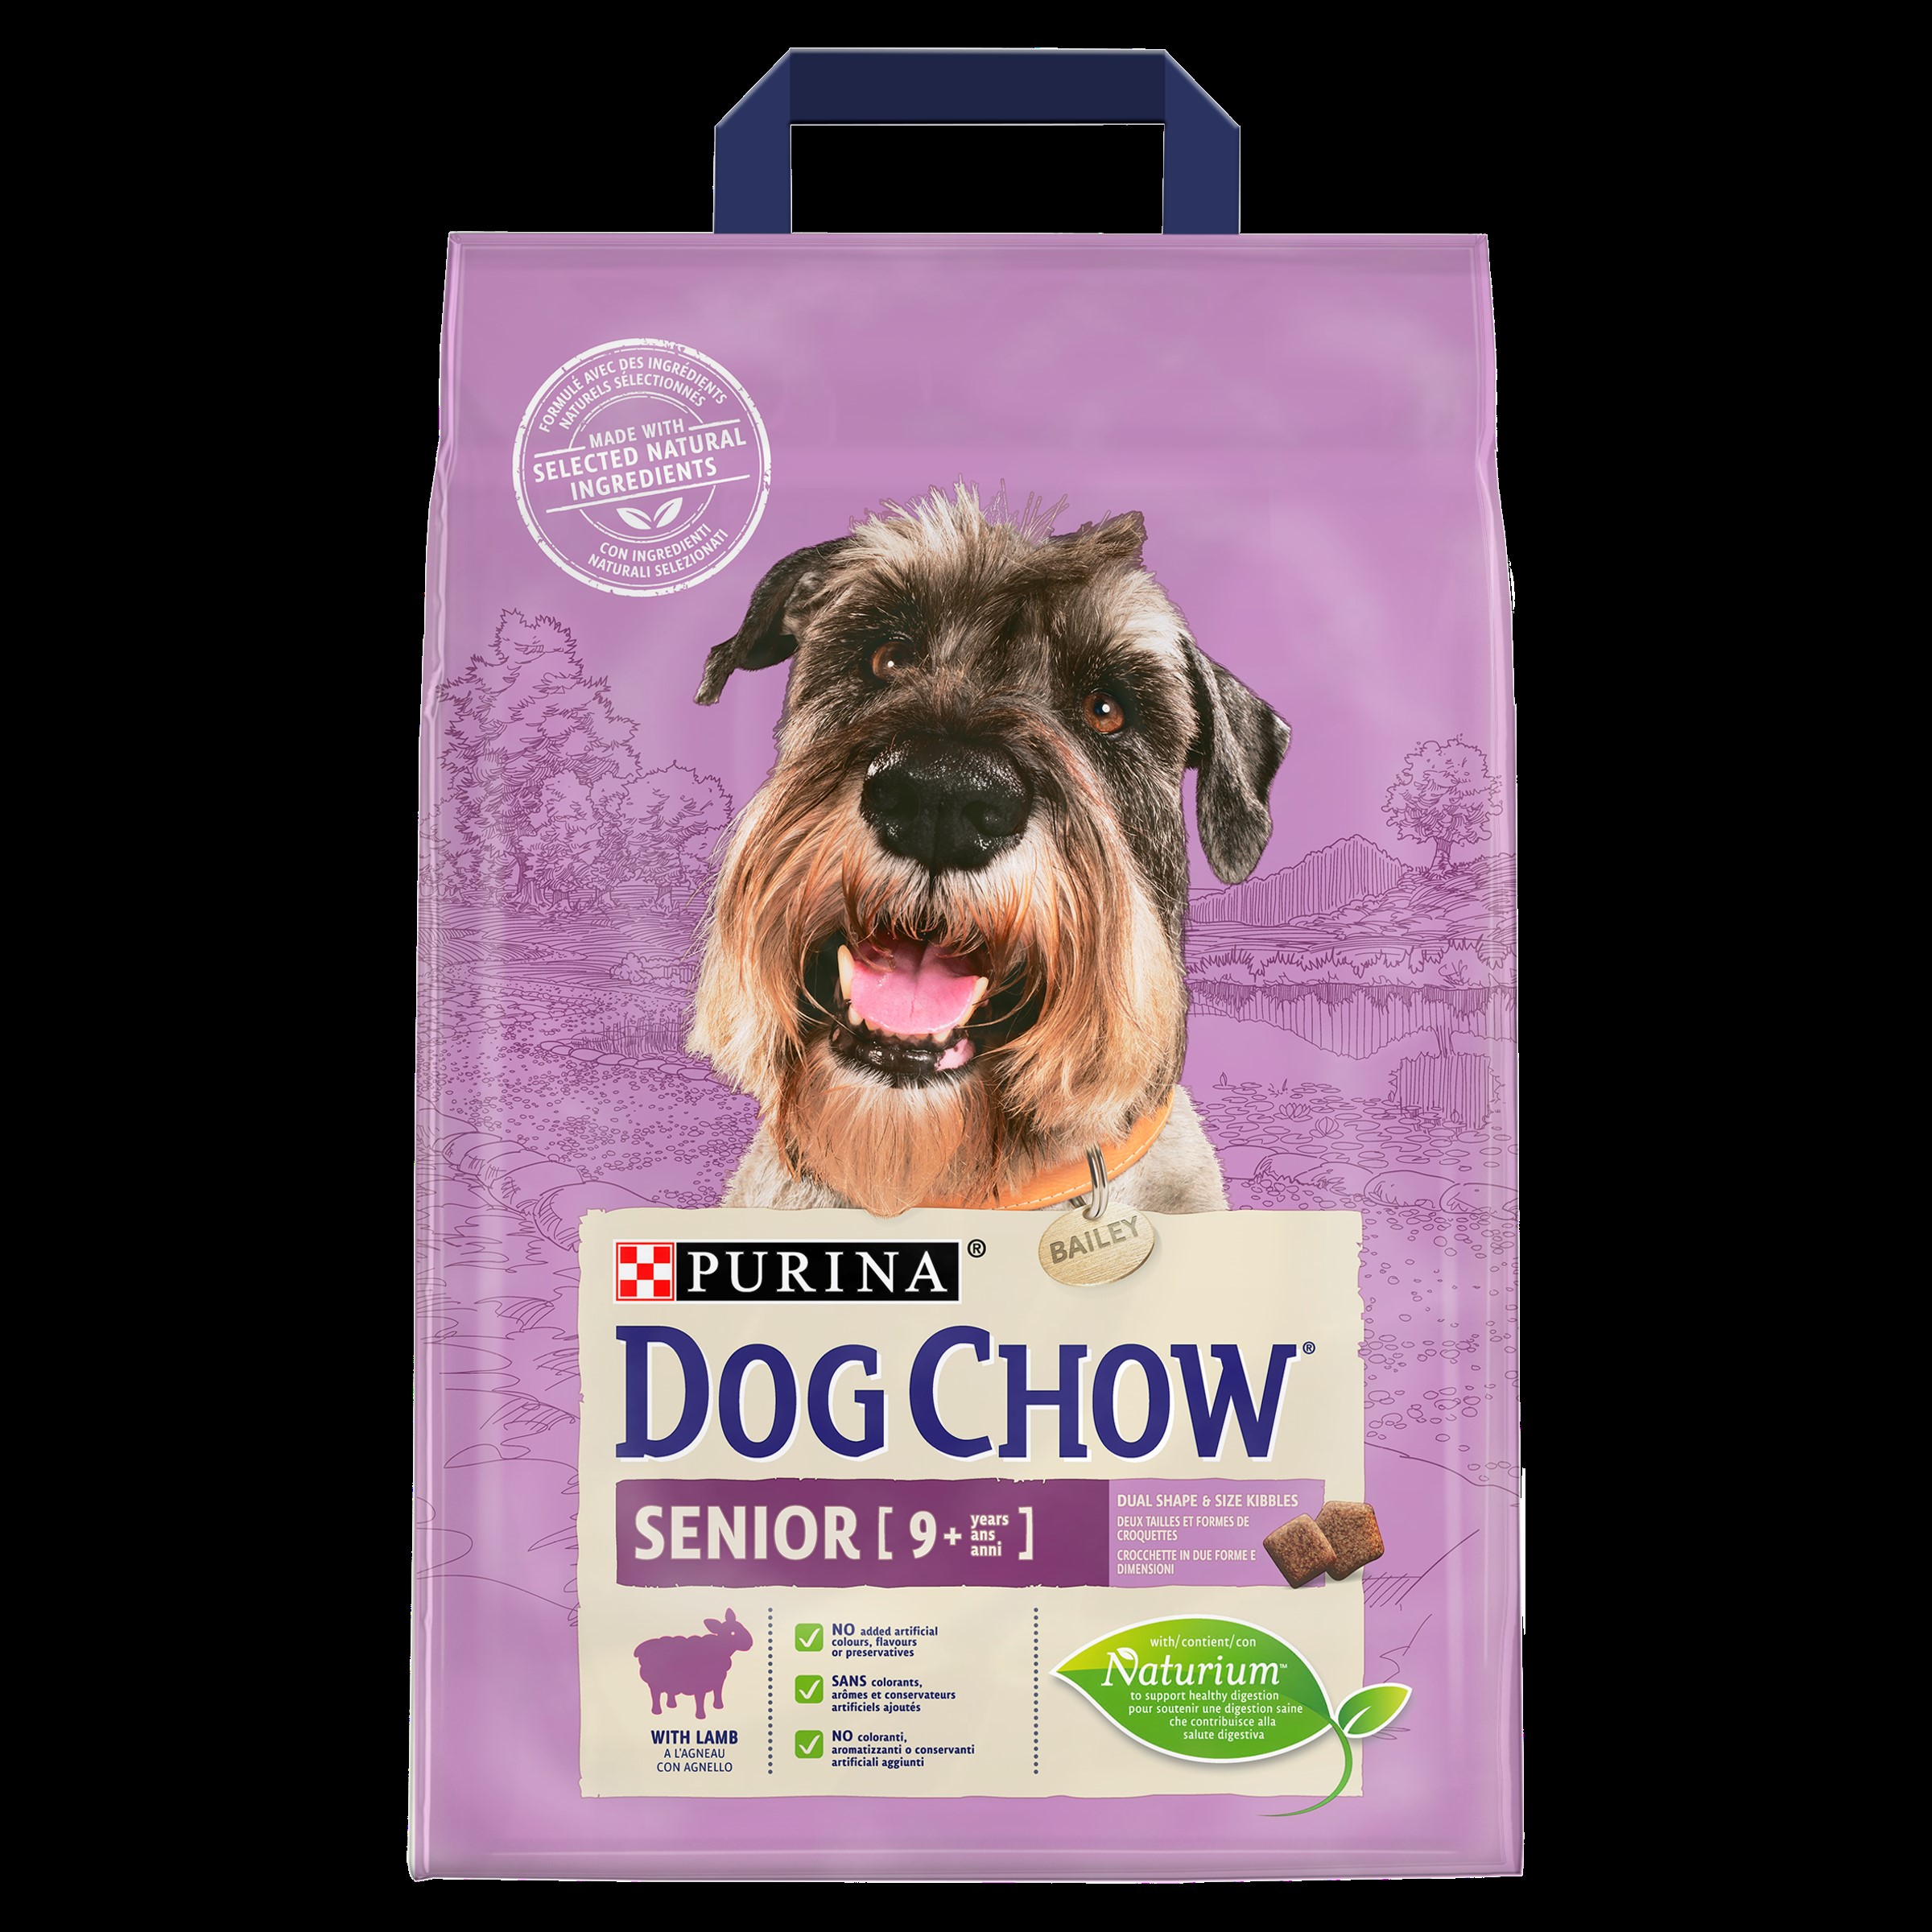 FORMULÉ AVEC DES INGRÉDIENTS
NATURELS SÉLECTIONNÉS
MADE WITH
SELECTED NATURAL
INGREDIENTS
CON INGREDIENTI
NATURALI SELEZIONATI
BAILEY
PURINA®
DOG CHOW®
SENIOR [ 9+ years ans anni ]
DUAL SHAPE & SIZE KIBBLES
DEUX TAILLES ET FORMES DE
CROQUETTES
CROCCHETTE IN DUE FORME E
DIMENSIONI
WITH LAMB
A L'AGNEAU
CON AGNELLO
NO added artificial
colours, flavours
or preservatives
SANS colorants,
arômes et conservateurs
artificiels ajoutés
NO coloranti,
aromatizzanti o conservanti
artificiali aggiunti
with/contient/con
Naturium™
to support healthy digestion
pour soutenir une digestion saine
che contribuisce alla
salute digestiva